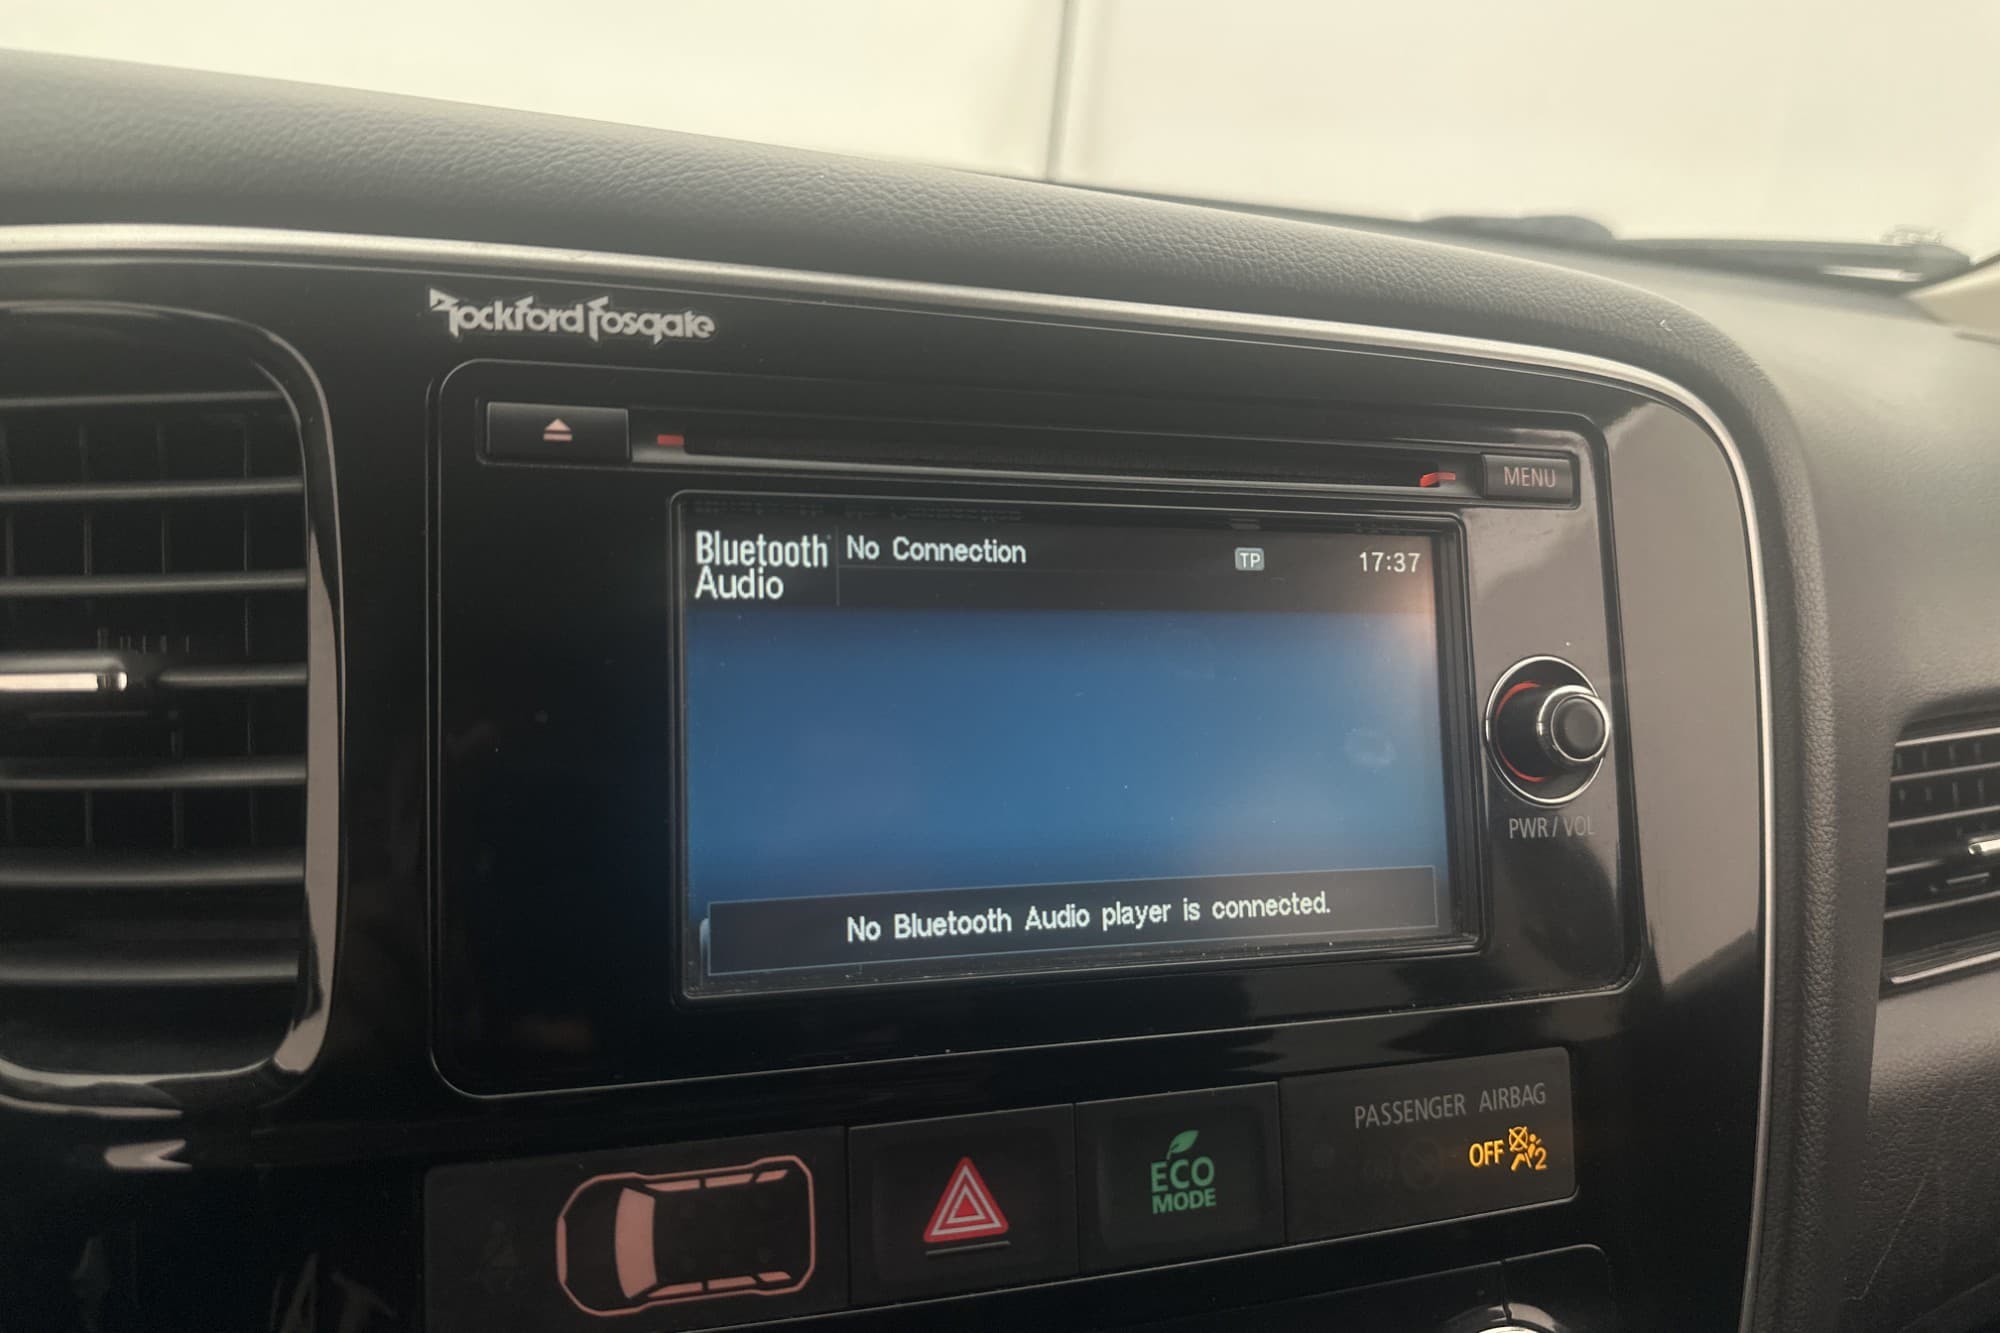 Rockford Fosgate
MENU
Bluetooth Audio
No Connection
TP
17:37
PWR / VOL
No Bluetooth Audio player is connected.
PASSENGER AIRBAG
OFF 2
ECO
MODE